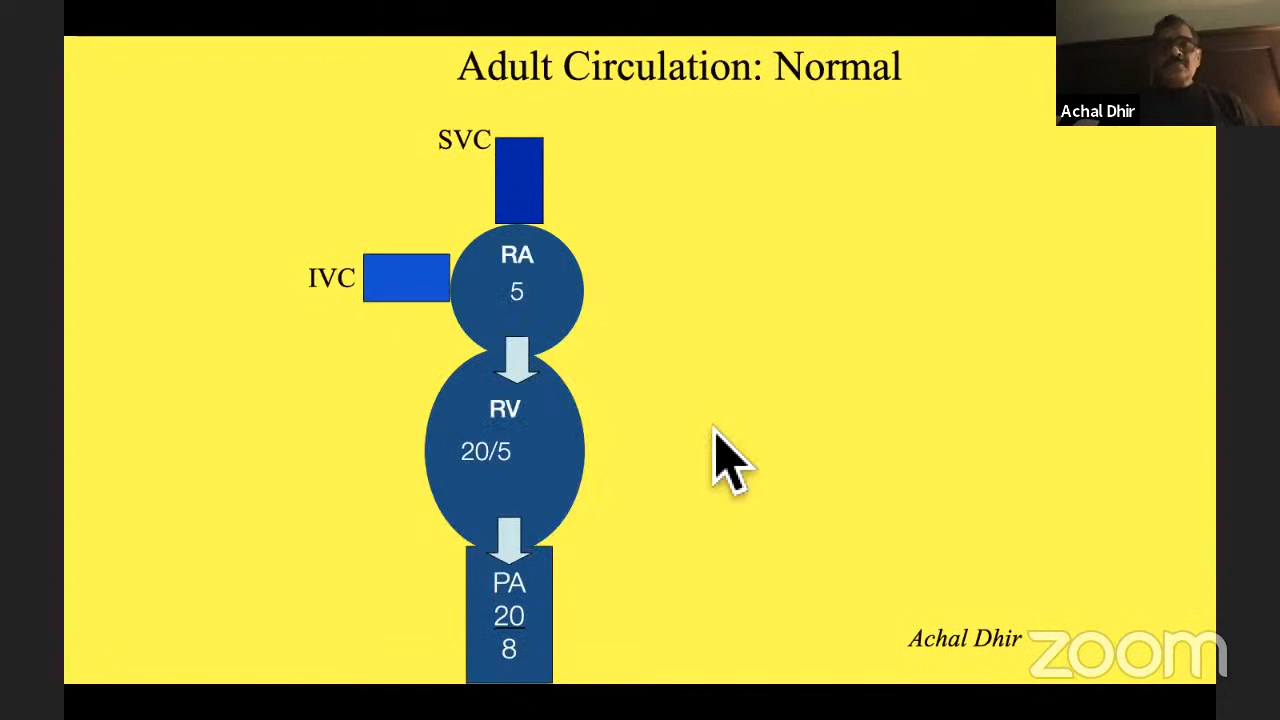 Adult Circulation: Normal
Achal Dhir
SVC
RA
5
IVC
RV
20/5
PA
20
8
Achal Dhir
zoom